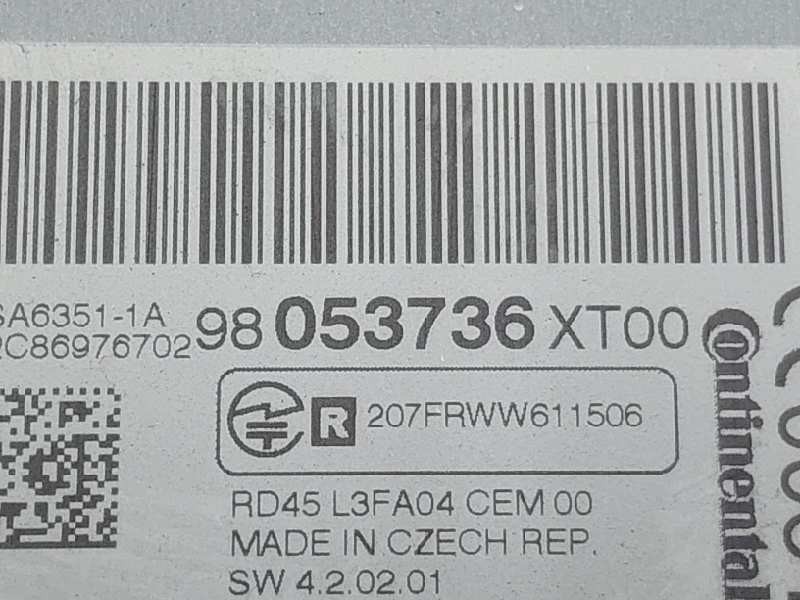 SA6351-1A
2C86976702
98 053736 XT00
R 207FRWW611506
RD45 L3FA04 CEM 00
MADE IN CZECH REP.
SW 4.2.02.01
Continental